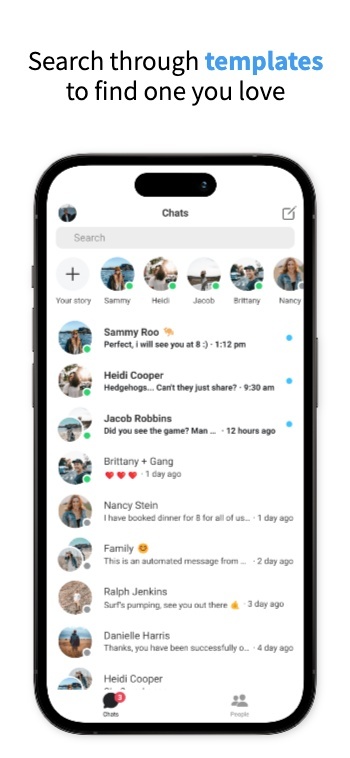 Search through templates
to find one you love
Chats
Search
Your story
Sammy
Heidi
Jacob
Brittany
Nancy
Sammy Roo 🐃
Perfect, i will see you at 8 :) · 1:12 pm
Heidi Cooper
Hedgehogs... Can't they just share? · 9:30 am
Jacob Robbins
Did you see the game? Man ... · 12 hours ago
Brittany + Gang
❤️ ❤️ ❤️ · 1 day ago
Nancy Stein
I have booked dinner for 8 for all of us... · 1 day ago
Family 😊
This is an automated message from ... · 2 day ago
Ralph Jenkins
Surf's pumping, see you out there 🤙 · 3 day ago
Danielle Harris
Thanks, you have been successfully o... · 4 day ago
Heidi Cooper
3
Chats
People